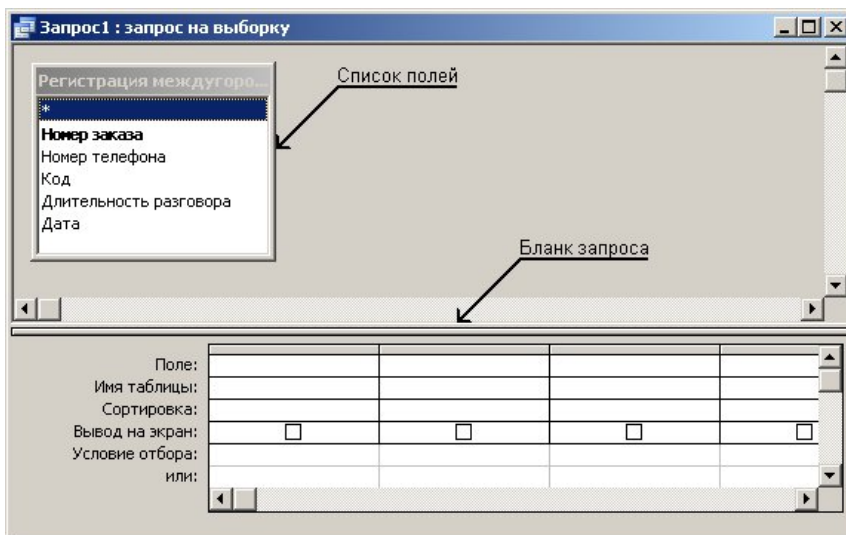 Запрос1 : запрос на выборку
Регистрация междугоро...
Список полей
*
Номер заказа
Номер телефона
Код
Длительность разговора
Дата
Бланк запроса
Поле:
Имя таблицы:
Сортировка:
Вывод на экран:
Условие отбора:
или: